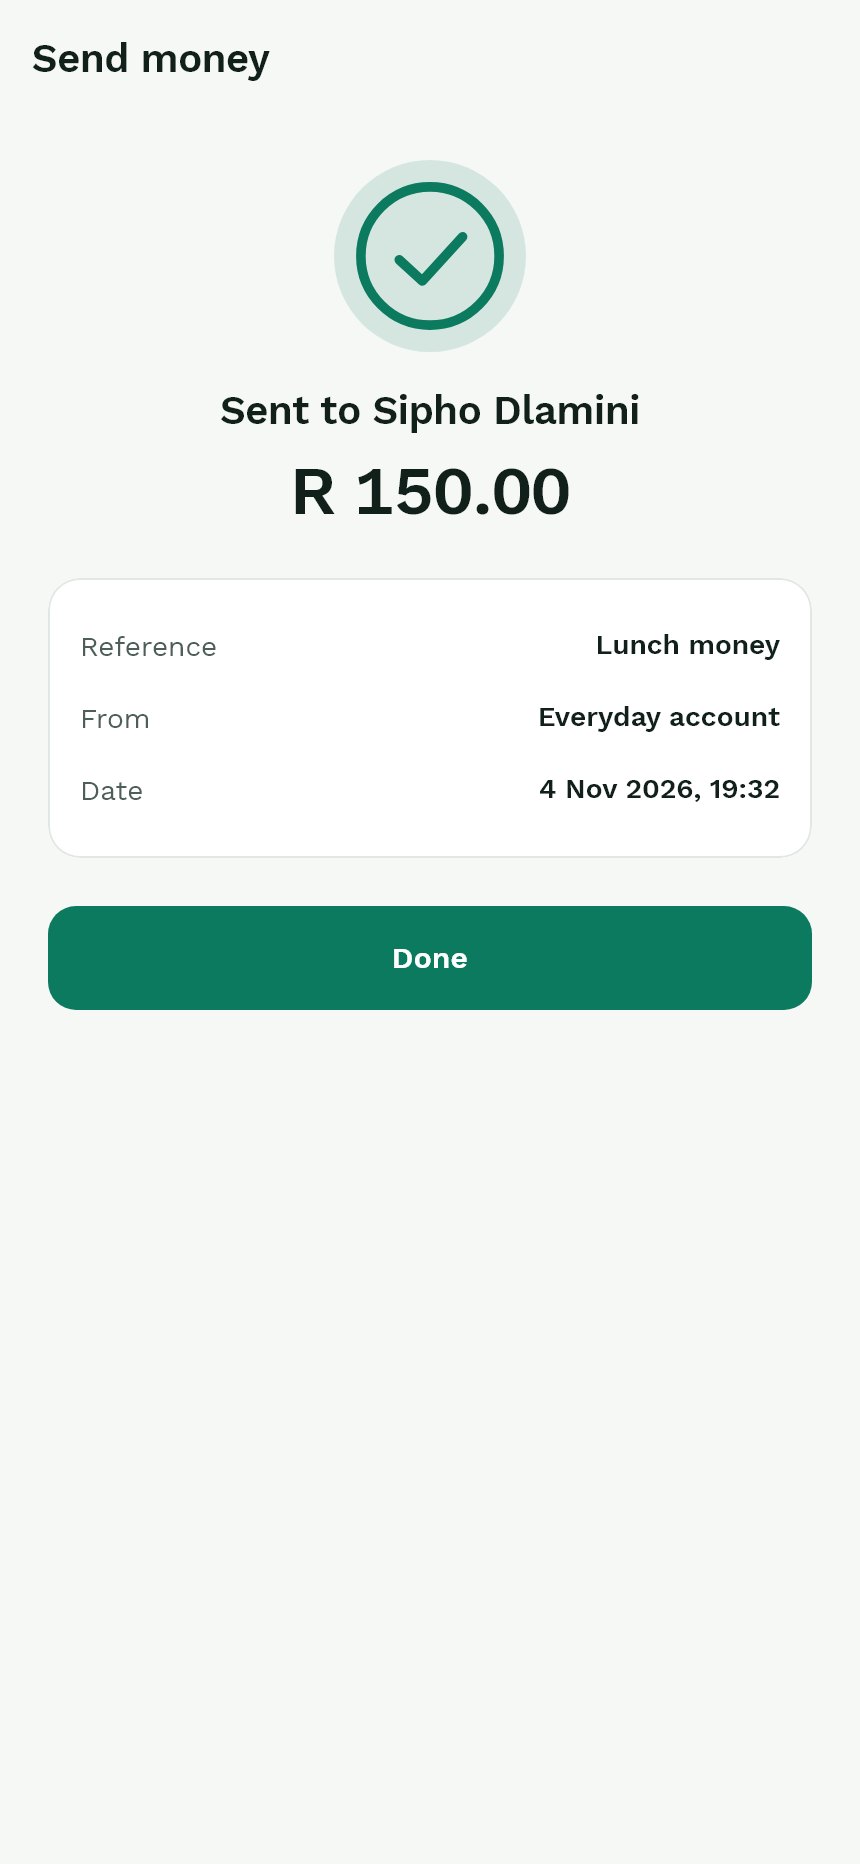 Send money
Sent to Sipho Dlamini
R 150.00
Reference Lunch money
From Everyday account
Date 4 Nov 2026, 19:32
Done